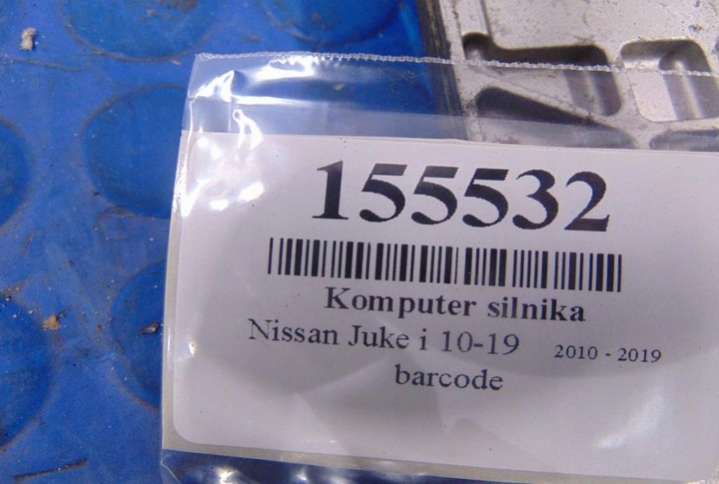 155532
Komputer silnika
Nissan Juke i 10-19 2010 - 2019
barcode